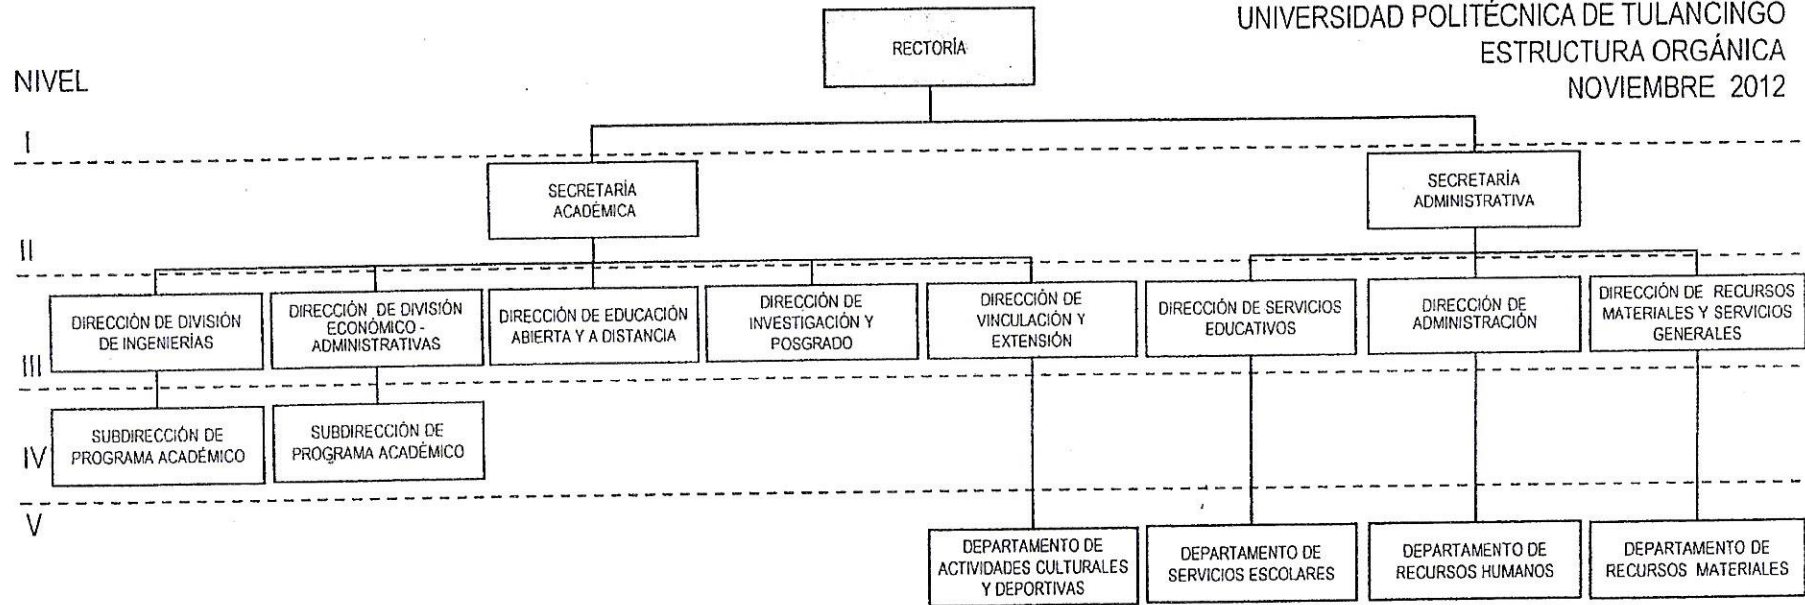 UNIVERSIDAD POLITÉCNICA DE TULANCINGO
ESTRUCTURA ORGÁNICA
NOVIEMBRE 2012
NIVEL
RECTORÍA
I
SECRETARÍA
ACADÉMICA
SECRETARÍA
ADMINISTRATIVA
II
DIRECCIÓN DE DIVISIÓN
DE INGENIERÍAS
DIRECCIÓN DE DIVISIÓN
ECONÓMICO -
ADMINISTRATIVAS
DIRECCIÓN DE EDUCACIÓN
ABIERTA Y A DISTANCIA
DIRECCIÓN DE
INVESTIGACIÓN Y
POSGRADO
DIRECCIÓN DE
VINCULACIÓN Y
EXTENSIÓN
DIRECCIÓN DE SERVICIOS
EDUCATIVOS
DIRECCIÓN DE
ADMINISTRACIÓN
DIRECCIÓN DE RECURSOS
MATERIALES Y SERVICIOS
GENERALES
III
SUBDIRECCIÓN DE
PROGRAMA ACADÉMICO
SUBDIRECCIÓN DE
PROGRAMA ACADÉMICO
IV
V
DEPARTAMENTO DE
ACTIVIDADES CULTURALES
Y DEPORTIVAS
DEPARTAMENTO DE
SERVICIOS ESCOLARES
DEPARTAMENTO DE
RECURSOS HUMANOS
DEPARTAMENTO DE
RECURSOS MATERIALES